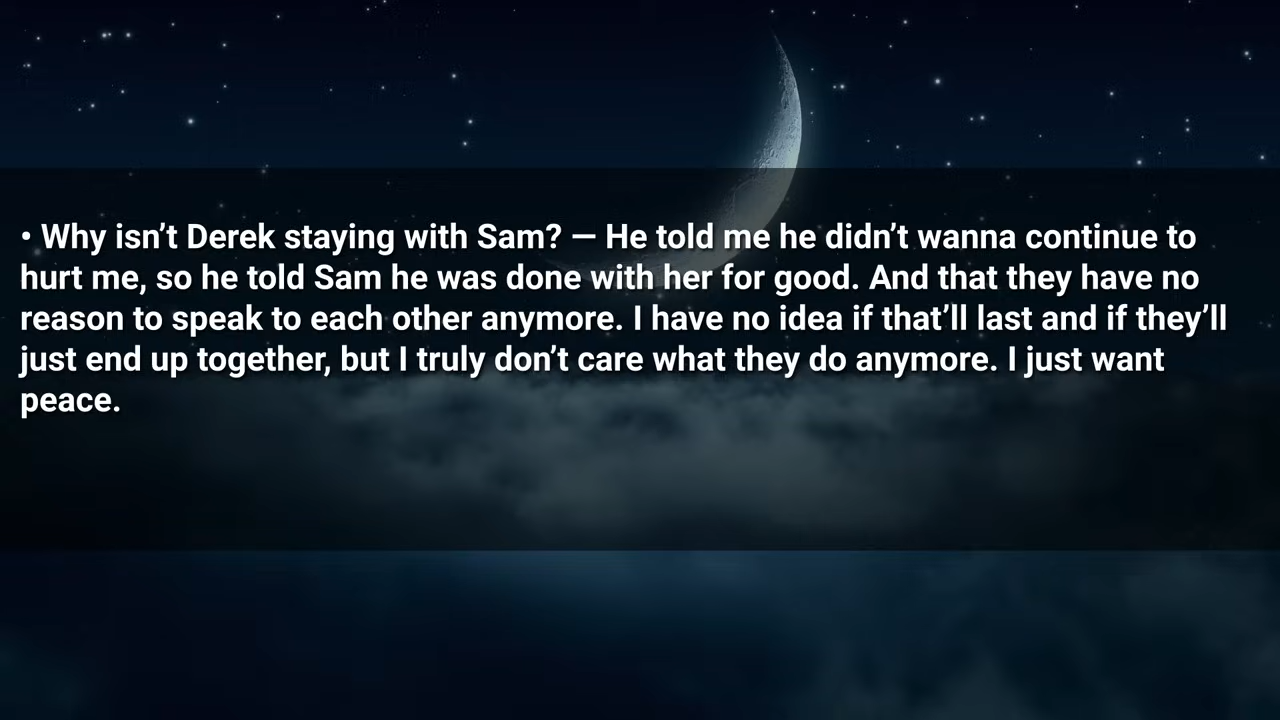 • Why isn’t Derek staying with Sam? — He told me he didn’t wanna continue to
hurt me, so he told Sam he was done with her for good. And that they have no
reason to speak to each other anymore. I have no idea if that’ll last and if they’ll
just end up together, but I truly don’t care what they do anymore. I just want
peace.